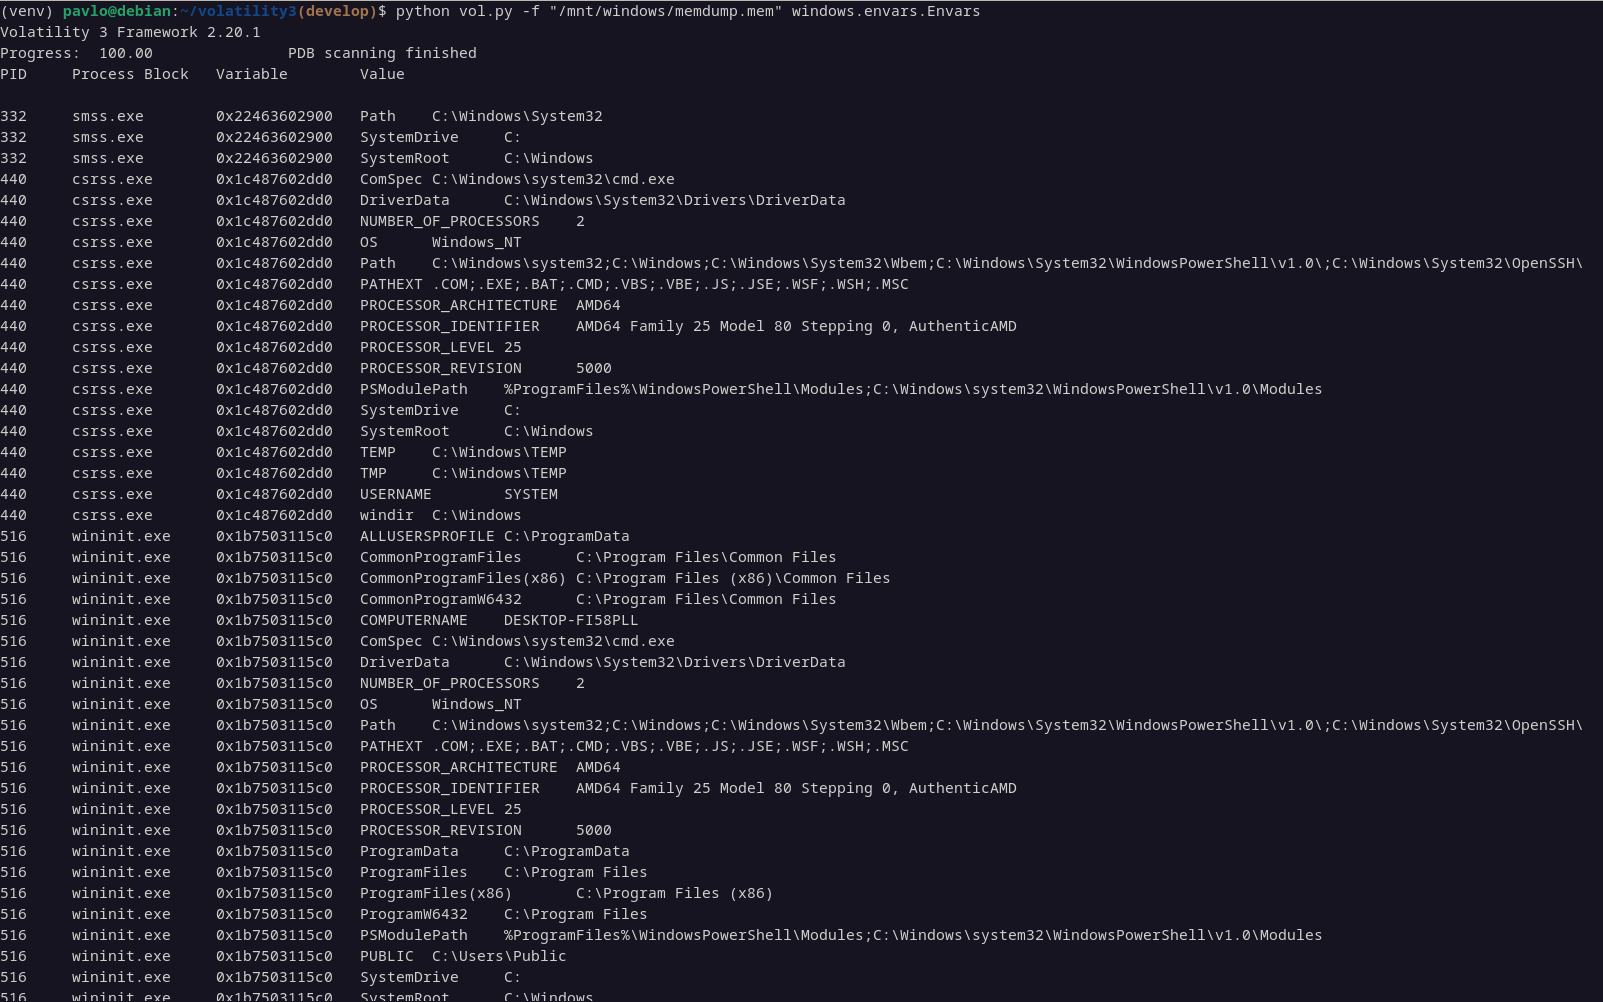 (venv) pavlo@debian:~/volatility3(develop)$ python vol.py -f "/mnt/windows/memdump.mem" windows.envars.Envars
Volatility 3 Framework 2.20.1
Progress:  100.00               PDB scanning finished
PID     Process Block   Variable        Value

332     smss.exe        0x22463602900   Path    C:\Windows\System32
332     smss.exe        0x22463602900   SystemDrive     C:
332     smss.exe        0x22463602900   SystemRoot      C:\Windows
440     csrss.exe       0x1c487602dd0   ComSpec C:\Windows\system32\cmd.exe
440     csrss.exe       0x1c487602dd0   DriverData      C:\Windows\System32\Drivers\DriverData
440     csrss.exe       0x1c487602dd0   NUMBER_OF_PROCESSORS    2
440     csrss.exe       0x1c487602dd0   OS      Windows_NT
440     csrss.exe       0x1c487602dd0   Path    C:\Windows\system32;C:\Windows;C:\Windows\System32\Wbem;C:\Windows\System32\WindowsPowerShell\v1.0\;C:\Windows\System32\OpenSSH\
440     csrss.exe       0x1c487602dd0   PATHEXT .COM;.EXE;.BAT;.CMD;.VBS;.VBE;.JS;.JSE;.WSF;.WSH;.MSC
440     csrss.exe       0x1c487602dd0   PROCESSOR_ARCHITECTURE  AMD64
440     csrss.exe       0x1c487602dd0   PROCESSOR_IDENTIFIER    AMD64 Family 25 Model 80 Stepping 0, AuthenticAMD
440     csrss.exe       0x1c487602dd0   PROCESSOR_LEVEL 25
440     csrss.exe       0x1c487602dd0   PROCESSOR_REVISION      5000
440     csrss.exe       0x1c487602dd0   PSModulePath    %ProgramFiles%\WindowsPowerShell\Modules;C:\Windows\system32\WindowsPowerShell\v1.0\Modules
440     csrss.exe       0x1c487602dd0   SystemDrive     C:
440     csrss.exe       0x1c487602dd0   SystemRoot      C:\Windows
440     csrss.exe       0x1c487602dd0   TEMP    C:\Windows\TEMP
440     csrss.exe       0x1c487602dd0   TMP     C:\Windows\TEMP
440     csrss.exe       0x1c487602dd0   USERNAME        SYSTEM
440     csrss.exe       0x1c487602dd0   windir  C:\Windows
516     wininit.exe     0x1b7503115c0   ALLUSERSPROFILE C:\ProgramData
516     wininit.exe     0x1b7503115c0   CommonProgramFiles      C:\Program Files\Common Files
516     wininit.exe     0x1b7503115c0   CommonProgramFiles(x86) C:\Program Files (x86)\Common Files
516     wininit.exe     0x1b7503115c0   CommonProgramW6432      C:\Program Files\Common Files
516     wininit.exe     0x1b7503115c0   COMPUTERNAME    DESKTOP-FI58PLL
516     wininit.exe     0x1b7503115c0   ComSpec C:\Windows\system32\cmd.exe
516     wininit.exe     0x1b7503115c0   DriverData      C:\Windows\System32\Drivers\DriverData
516     wininit.exe     0x1b7503115c0   NUMBER_OF_PROCESSORS    2
516     wininit.exe     0x1b7503115c0   OS      Windows_NT
516     wininit.exe     0x1b7503115c0   Path    C:\Windows\system32;C:\Windows;C:\Windows\System32\Wbem;C:\Windows\System32\WindowsPowerShell\v1.0\;C:\Windows\System32\OpenSSH\
516     wininit.exe     0x1b7503115c0   PATHEXT .COM;.EXE;.BAT;.CMD;.VBS;.VBE;.JS;.JSE;.WSF;.WSH;.MSC
516     wininit.exe     0x1b7503115c0   PROCESSOR_ARCHITECTURE  AMD64
516     wininit.exe     0x1b7503115c0   PROCESSOR_IDENTIFIER    AMD64 Family 25 Model 80 Stepping 0, AuthenticAMD
516     wininit.exe     0x1b7503115c0   PROCESSOR_LEVEL 25
516     wininit.exe     0x1b7503115c0   PROCESSOR_REVISION      5000
516     wininit.exe     0x1b7503115c0   ProgramData     C:\ProgramData
516     wininit.exe     0x1b7503115c0   ProgramFiles    C:\Program Files
516     wininit.exe     0x1b7503115c0   ProgramFiles(x86)       C:\Program Files (x86)
516     wininit.exe     0x1b7503115c0   ProgramW6432    C:\Program Files
516     wininit.exe     0x1b7503115c0   PSModulePath    %ProgramFiles%\WindowsPowerShell\Modules;C:\Windows\system32\WindowsPowerShell\v1.0\Modules
516     wininit.exe     0x1b7503115c0   PUBLIC  C:\Users\Public
516     wininit.exe     0x1b7503115c0   SystemDrive     C:
516     wininit.exe     0x1b7503115c0   SystemRoot      C:\Windows